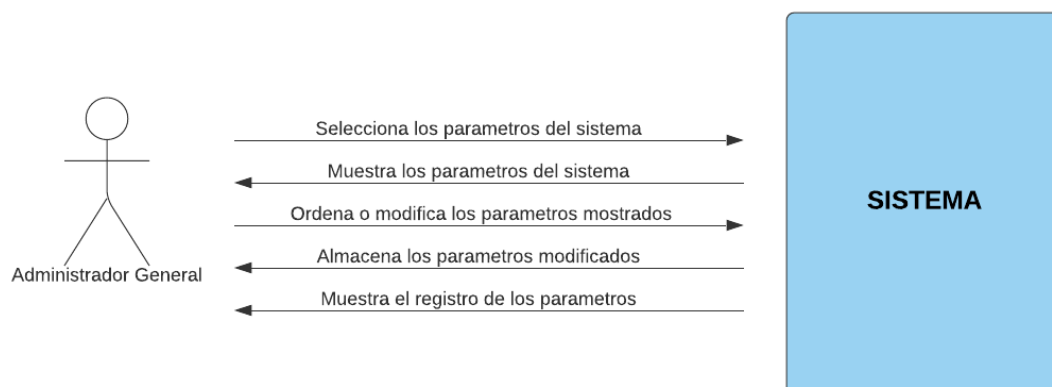 Selecciona los parametros del sistema
Muestra los parametros del sistema
Ordena o modifica los parametros mostrados
Almacena los parametros modificados
Muestra el registro de los parametros
Administrador General
SISTEMA